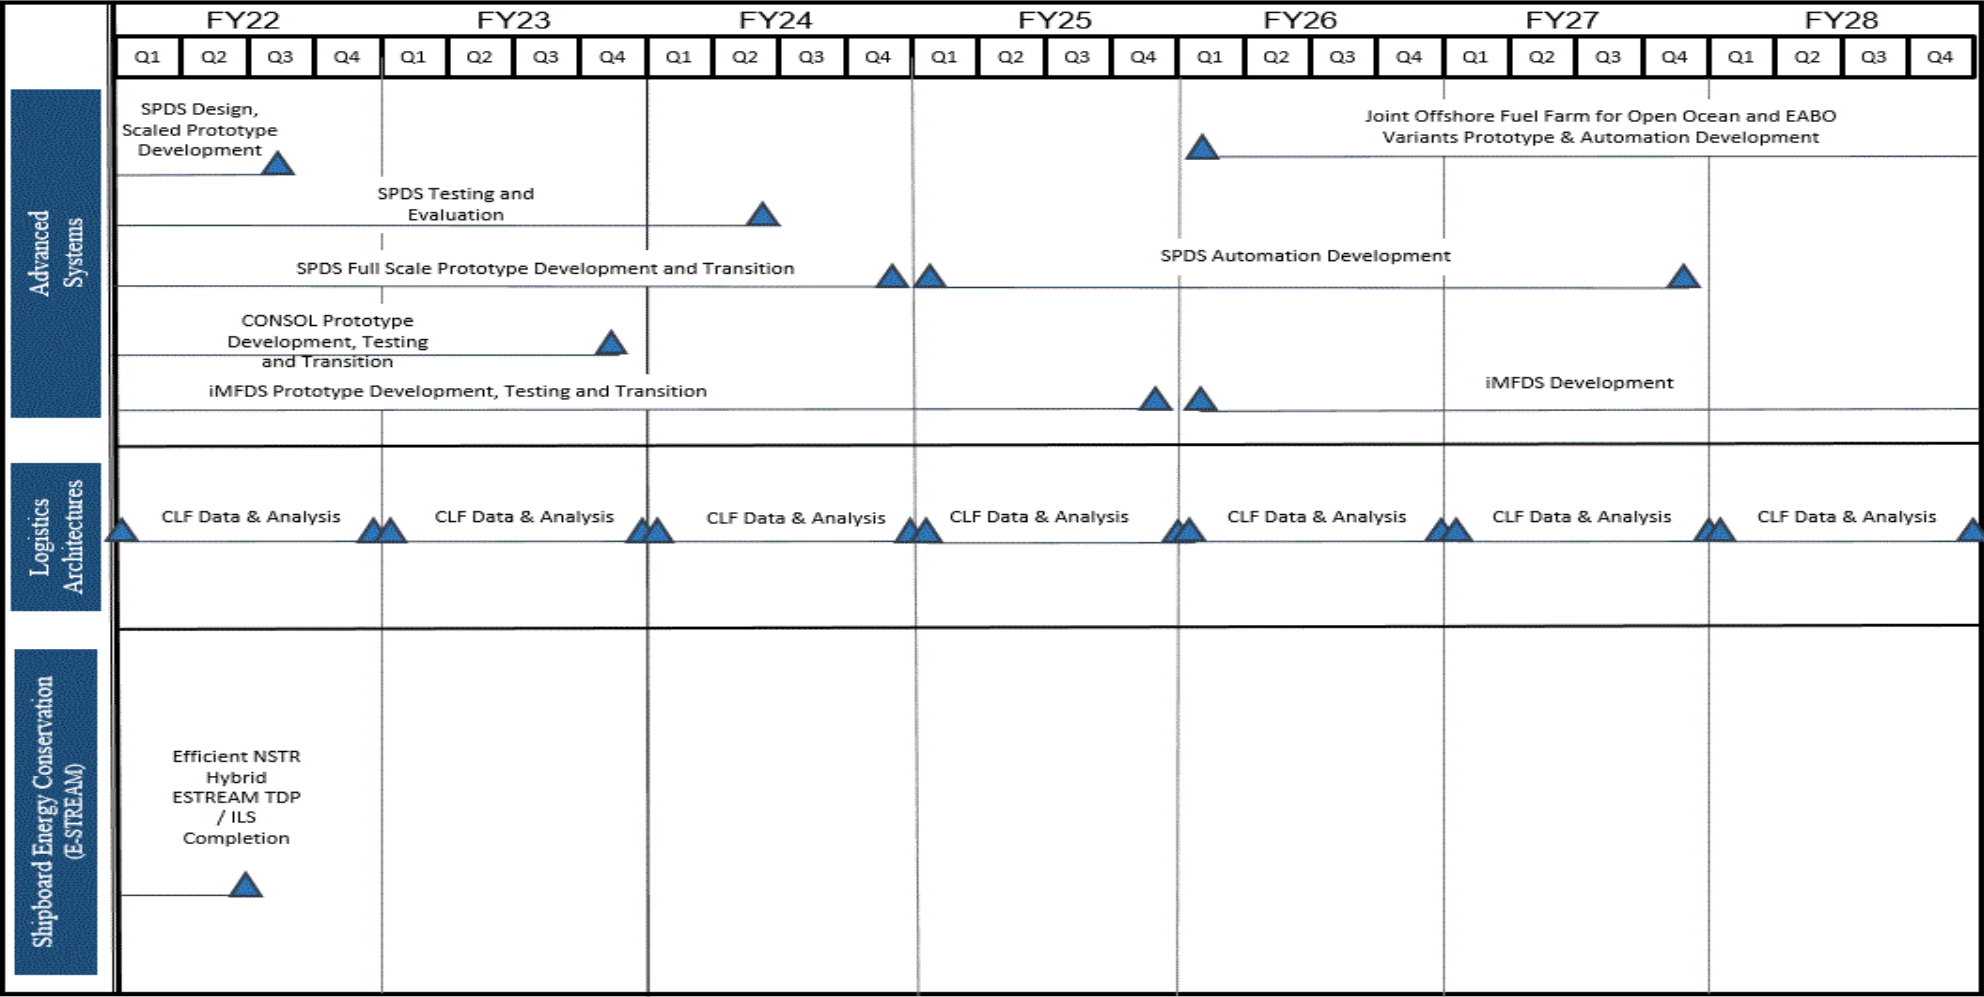 FY22 FY23 FY24 FY25 FY26 FY27 FY28
Q1 Q2 Q3 Q4 Q1 Q2 Q3 Q4 Q1 Q2 Q3 Q4 Q1 Q2 Q3 Q4 Q1 Q2 Q3 Q4 Q1 Q2 Q3 Q4 Q1 Q2 Q3 Q4
Advanced
Systems
SPDS Design,
Scaled Prototype
Development
Joint Offshore Fuel Farm for Open Ocean and EABO
Variants Prototype & Automation Development
SPDS Testing and
Evaluation
SPDS Full Scale Prototype Development and Transition
SPDS Automation Development
CONSOL Prototype
Development, Testing
and Transition
iMFDS Prototype Development, Testing and Transition
iMFDS Development
Logistics
Architectures
CLF Data & Analysis
CLF Data & Analysis
CLF Data & Analysis
CLF Data & Analysis
CLF Data & Analysis
CLF Data & Analysis
CLF Data & Analysis
Shipboard Energy Conservation
(E-STREAM)
Efficient NSTR
Hybrid
ESTREAM TDP
/ ILS
Completion